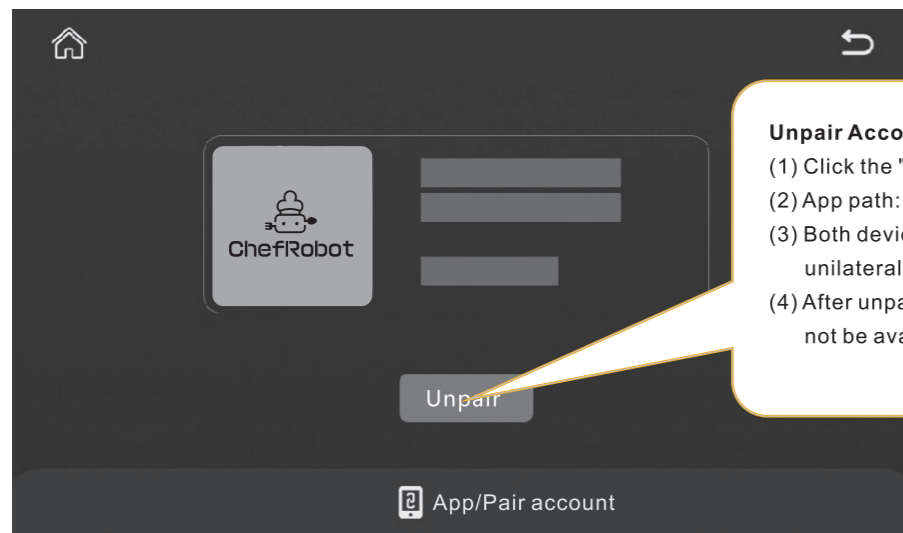 Unpair Acco
(1) Click the "
(2) App path:
(3) Both devi
unilateral
(4) After unpa
not be ava
ChefRobot
Unpair
App/Pair account